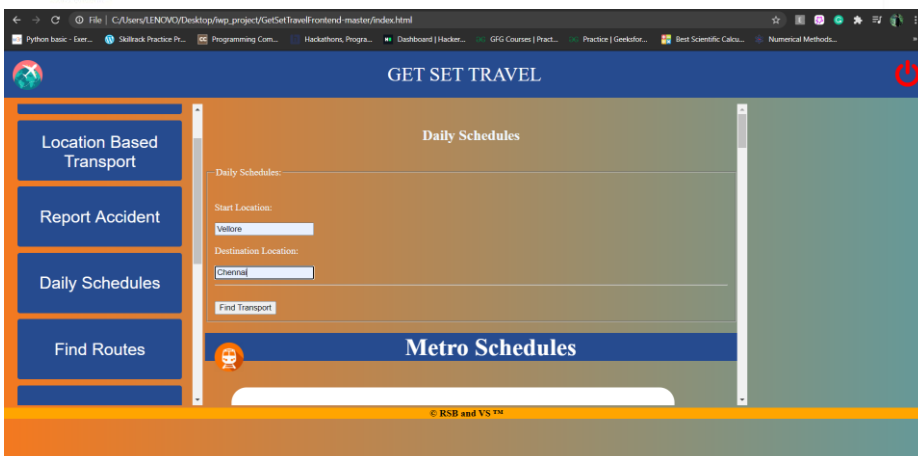 File | C:/Users/LENOVO/Desktop/iwp_project/GetSetTravelFrontend-master/index.html
Python basic - Exer... Skillrack Practice Pr... Programming Com... Hackathons, Progra... Dashboard | Hacker... GFG Courses | Pract... Practice | Geeksfor... Best Scientific Calcu... Numerical Methods...
GET SET TRAVEL
Location Based
Transport
Report Accident
Daily Schedules
Find Routes
Daily Schedules
Daily Schedules:
Start Location:
Vellore
Destination Location:
Chennai
Find Transport
Metro Schedules
© RSB and VS ™